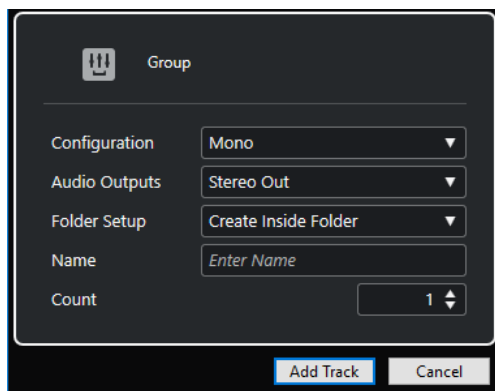 Group
Configuration Mono
Audio Outputs Stereo Out
Folder Setup Create Inside Folder
Name Enter Name
Count 1
Add Track Cancel